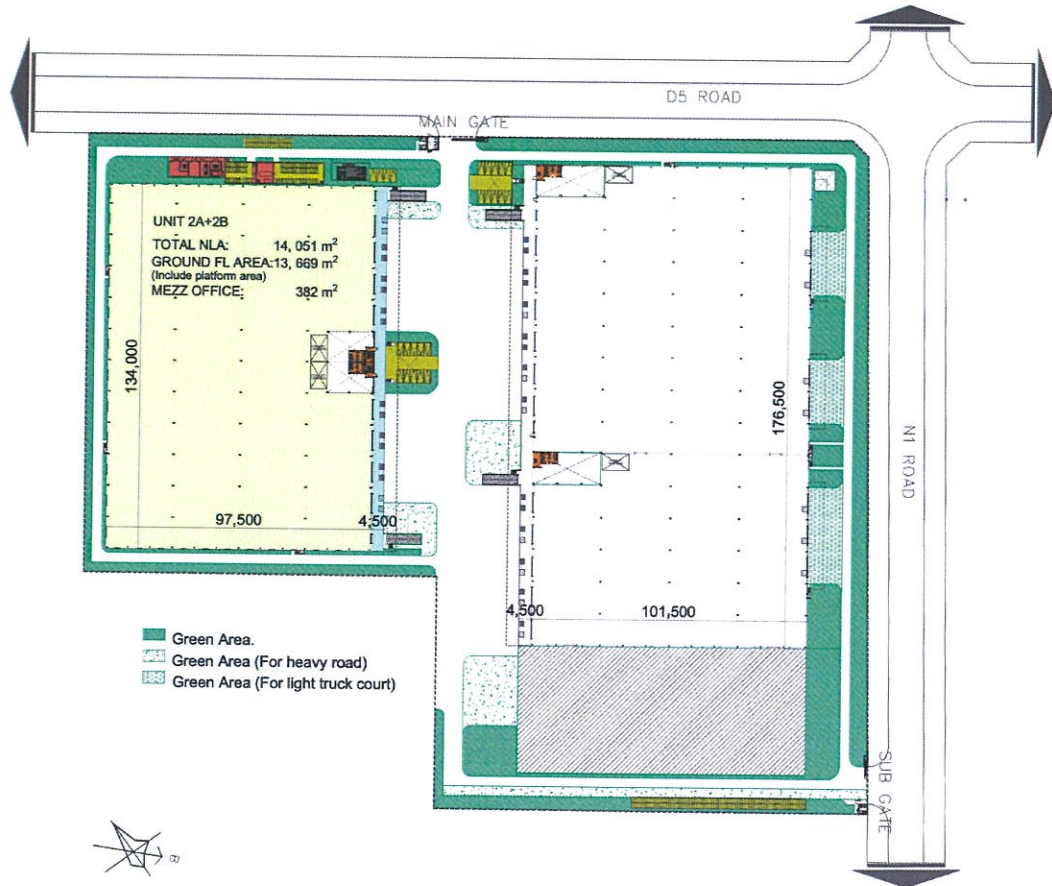 D5 ROAD
MAIN GATE
UNIT 2A+2B
TOTAL NLA: 14, 051 m²
GROUND FL AREA:13, 669 m²
(Include platform area)
MEZZ OFFICE: 382 m²
134,000
176,500
N1 ROAD
97,500
4,500
4,500
101,500
Green Area.
Green Area (For heavy road)
Green Area (For light truck court)
SUB GATE
B